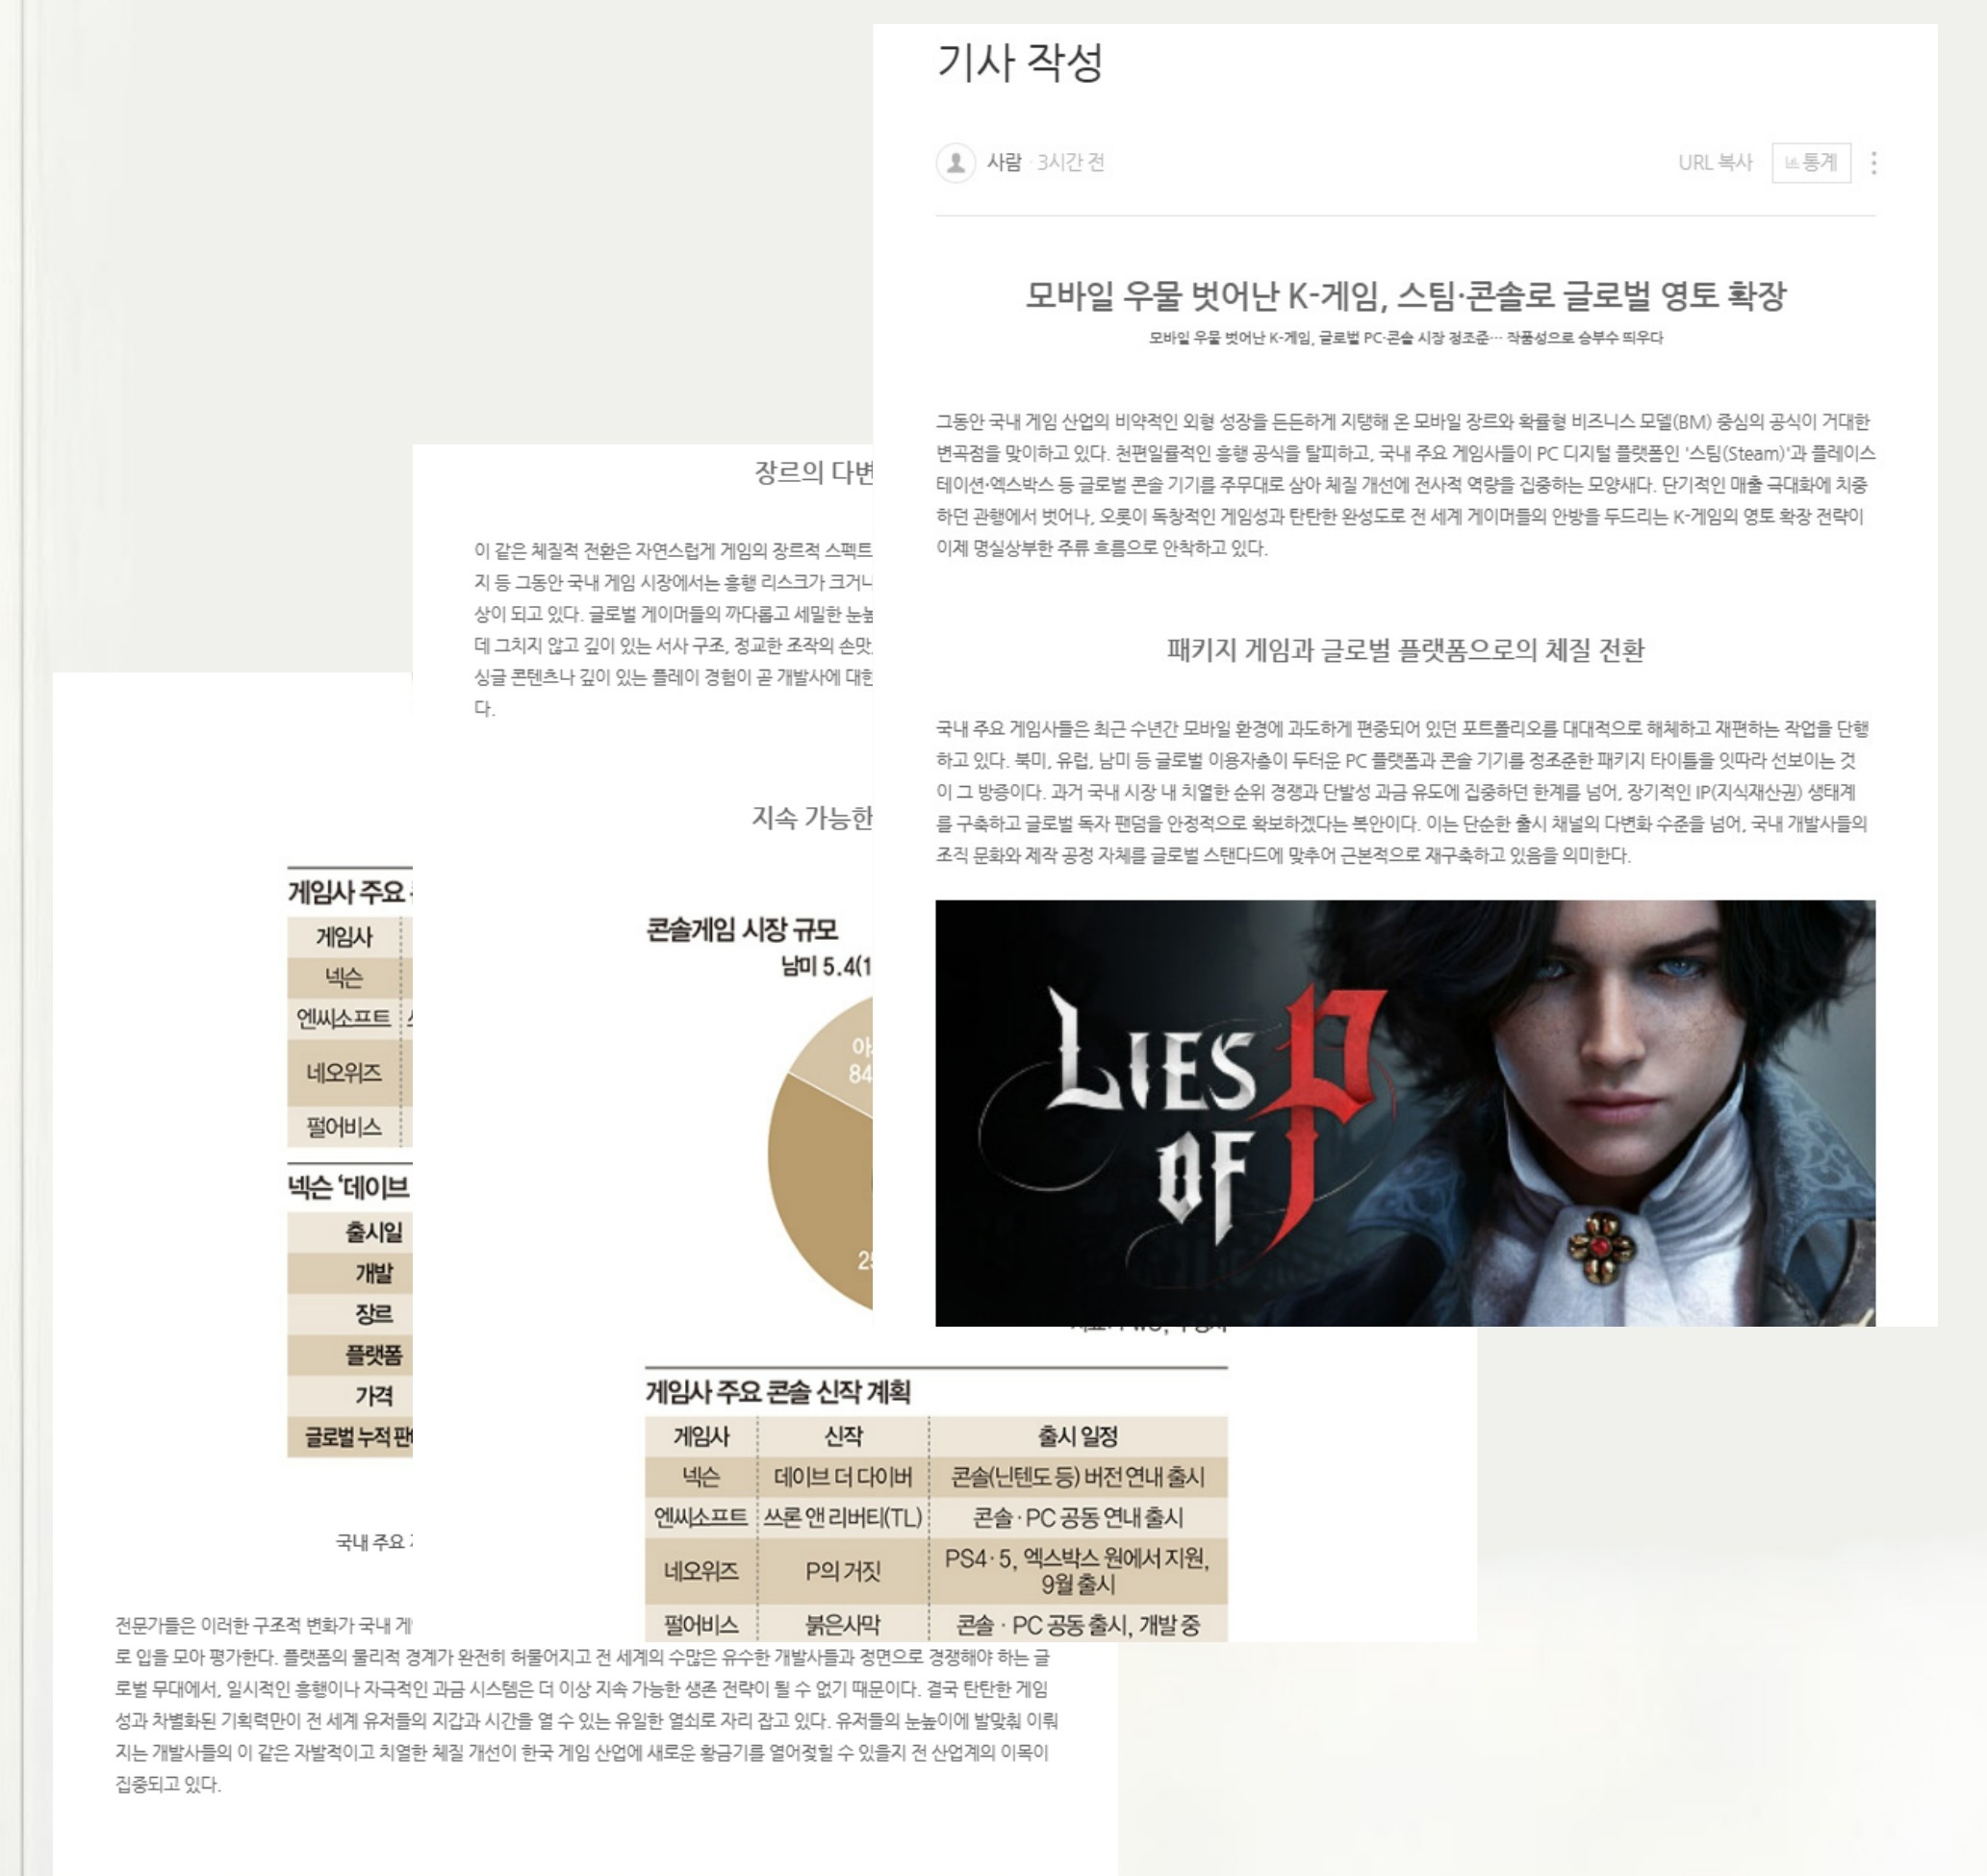 기사 작성
사람 · 3시간 전
URL 복사
통계
모바일 우물 벗어난 K-게임, 스팀·콘솔로 글로벌 영토 확장
모바일 우물 벗어난 K-게임, 글로벌 PC·콘솔 시장 정조준… 작품성으로 승부수 띄우다
그동안 국내 게임 산업의 비약적인 외형 성장을 든든하게 지탱해 온 모바일 장르와 확률형 비즈니스 모델(BM) 중심의 공식이 거대한
변곡점을 맞이하고 있다. 천편일률적인 흥행 공식을 탈피하고, 국내 주요 게임사들이 PC 디지털 플랫폼인 '스팀(Steam)'과 플레이스
테이션·엑스박스 등 글로벌 콘솔 기기를 주무대로 삼아 체질 개선에 전사적 역량을 집중하는 모양새다. 단기적인 매출 극대화에 치중
하던 관행에서 벗어나, 오롯이 독창적인 게임성과 탄탄한 완성도로 전 세계 게이머들의 안방을 두드리는 K-게임의 영토 확장 전략이
이제 명실상부한 주류 흐름으로 안착하고 있다.
패키지 게임과 글로벌 플랫폼으로의 체질 전환
국내 주요 게임사들은 최근 수년간 모바일 환경에 과도하게 편중되어 있던 포트폴리오를 대대적으로 해체하고 재편하는 작업을 단행
하고 있다. 북미, 유럽, 남미 등 글로벌 이용자층이 두터운 PC 플랫폼과 콘솔 기기를 정조준한 패키지 타이틀을 잇따라 선보이는 것
이 그 방증이다. 과거 국내 시장 내 치열한 순위 경쟁과 단발성 과금 유도에 집중하던 한계를 넘어, 장기적인 IP(지식재산권) 생태계
를 구축하고 글로벌 독자 팬덤을 안정적으로 확보하겠다는 복안이다. 이는 단순한 출시 채널의 다변화 수준을 넘어, 국내 개발사들의
조직 문화와 제작 공정 자체를 글로벌 스탠다드에 맞추어 근본적으로 재구축하고 있음을 의미한다.
LIES
OF P
장르의 다변
이 같은 체질적 전환은 자연스럽게 게임의 장르적 스펙트
지 등 그동안 국내 게임 시장에서는 흥행 리스크가 크거나
상이 되고 있다. 글로벌 게이머들의 까다롭고 세밀한 눈높
데 그치지 않고 깊이 있는 서사 구조, 정교한 조작의 손맛,
싱글 콘텐츠나 깊이 있는 플레이 경험이 곧 개발사에 대한
다.
지속 가능한
콘솔게임 시장 규모
남미 5.4(1
84
25
게임사 주요 콘솔 신작 계획
게임사 신작 출시 일정
넥슨 데이브 더 다이버 콘솔(닌텐도 등) 버전 연내 출시
엔씨소프트 쓰론 앤 리버티(TL) 콘솔·PC 공동 연내 출시
네오위즈 P의 거짓 PS4·5, 엑스박스 원에서 지원,
9월 출시
펄어비스 붉은사막 콘솔·PC 공동 출시, 개발 중
게임사 주요
게임사
넥슨
엔씨소프트
네오위즈
펄어비스
넥슨 ‘데이브
출시일
개발
장르
플랫폼
가격
글로벌 누적 판
국내 주요
전문가들은 이러한 구조적 변화가 국내 게
로 입을 모아 평가한다. 플랫폼의 물리적 경계가 완전히 허물어지고 전 세계의 수많은 유수한 개발사들과 정면으로 경쟁해야 하는 글
로벌 무대에서, 일시적인 흥행이나 자극적인 과금 시스템은 더 이상 지속 가능한 생존 전략이 될 수 없기 때문이다. 결국 탄탄한 게임
성과 차별화된 기획력만이 전 세계 유저들의 지갑과 시간을 열 수 있는 유일한 열쇠로 자리 잡고 있다. 유저들의 눈높이에 발맞춰 이뤄
지는 개발사들의 이 같은 자발적이고 치열한 체질 개선이 한국 게임 산업에 새로운 황금기를 열어젖힐 수 있을지 전 산업계의 이목이
집중되고 있다.